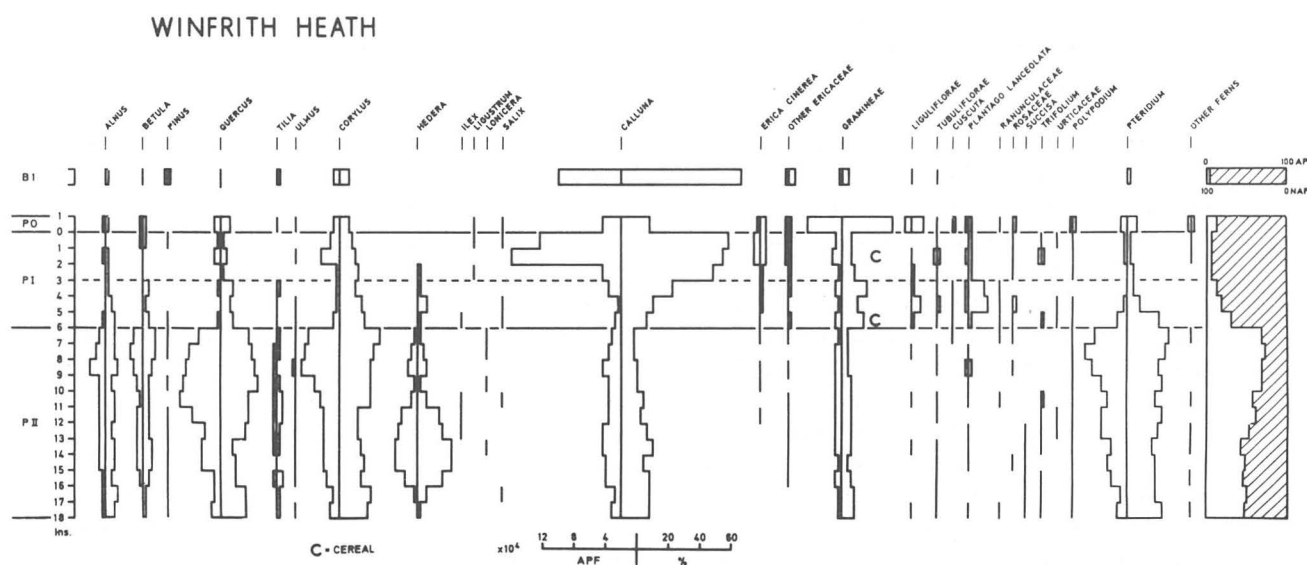 WINFRITH HEATH
ALNUS
BETULA
PINUS
QUERCUS
TILIA
ULMUS
CORYLUS
HEDERA
ILEX
LIGUSTRUM
LONICERA
SALIX
CALLUNA
ERICA CINEREA
OTHER ERICACEAE
GRAMINEAE
LIGULIFLORAE
TUBULIFLORAE
CUSCUTA
PLANTAGO LANCEOLATA
RANUNCULACEAE
ROSACEAE
SUCCISA
TRIFOLIUM
URTICACEAE
POLYPODIUM
PTERIDIUM
OTHER FERNS
0 100 AP
B1
100 0 NAP
P0 1
0
1
C
2
PI 3
4
5
C
6
7
8
9
10
11
PII 12
13
14
15
16
17
18
Ins.
C = CEREAL
x10⁴ 12 8 4 20 40 60
APF %